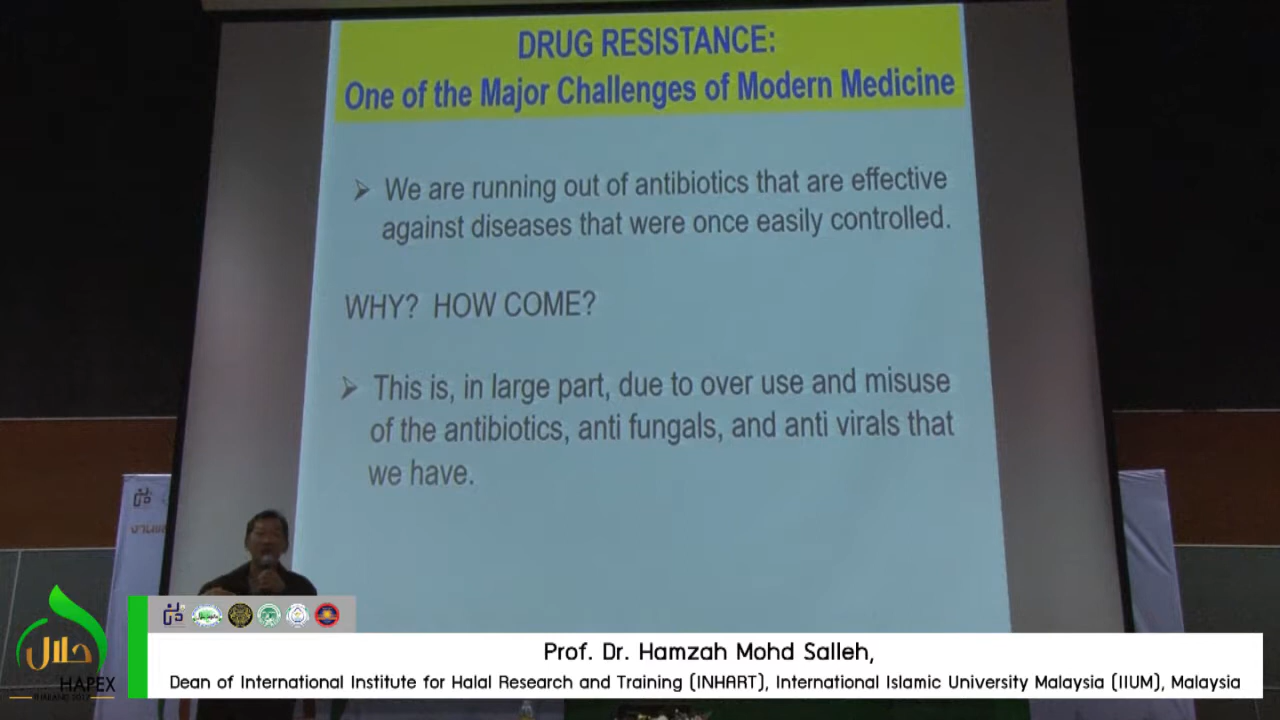 DRUG RESISTANCE:
One of the Major Challenges of Modern Medicine
➢ We are running out of antibiotics that are effective
against diseases that were once easily controlled.
WHY? HOW COME?
➢ This is, in large part, due to over use and misuse
of the antibiotics, anti fungals, and anti virals that
we have.
حلال
HAPEX
Prof. Dr. Hamzah Mohd Salleh,
Dean of International Institute for Halal Research and Training (INHART), International Islamic University Malaysia (IIUM), Malaysia